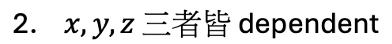 2. x, y, z 三者皆 dependent